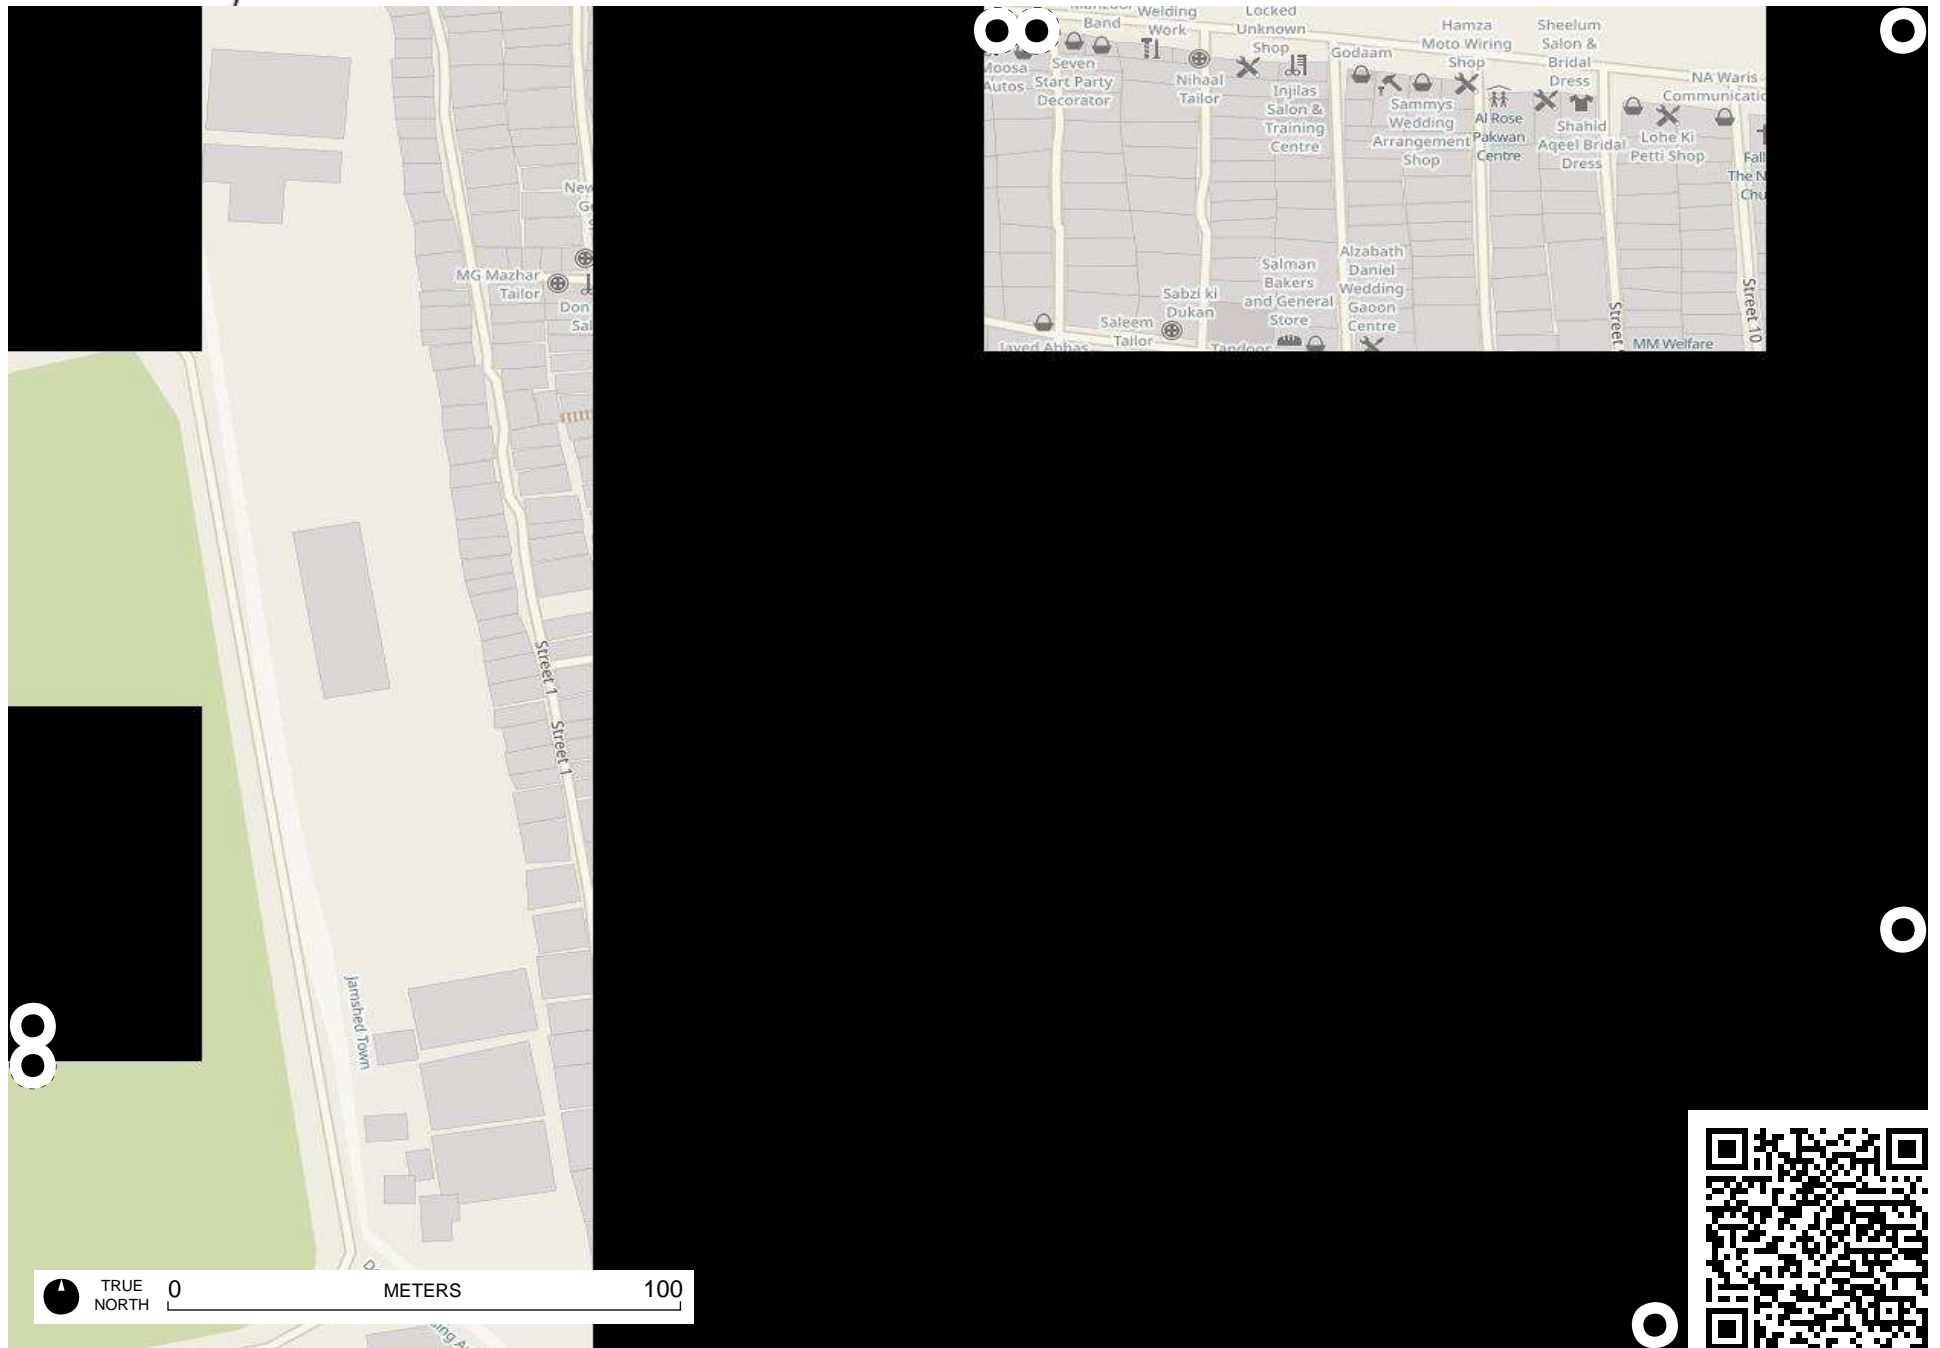 Band
Welding
Work
Locked
Unknown
Shop
Hamza
Moto Wiring
Shop
Sheelum
Salon &
Bridal
Dress
Godaam
Moosa
Autos
Seven
Start Party
Decorator
Nihaal
Tailor
Injilas
Salon &
Training
Centre
Sammys
Wedding
Arrangement
Shop
Al Rose
Pakwan
Centre
Shahid
Aqeel Bridal
Dress
Lohe Ki
Petti Shop
NA Waris
The N
New
MG Mazhar
Tailor
Don
Sabzi ki
Dukan
Saleem
Tailor
Salman
Bakers
and General
Store
Alzabath
Daniel
Wedding
Gaoon
Centre
Javed Abbas
Tandoor
Street
MM Welfare
Street 10
Street 1
Street 1
Jamshed Town
TRUE
NORTH
0
METERS
100